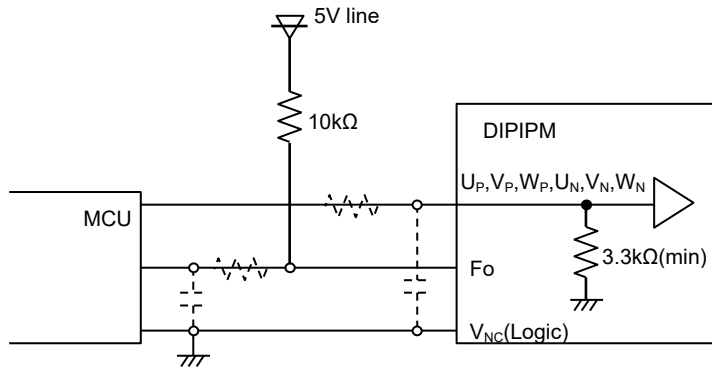 5V line
10kΩ
DIPIPM
U_P,V_P,W_P,U_N,V_N,W_N
MCU
3.3kΩ(min)
Fo
V_NC(Logic)